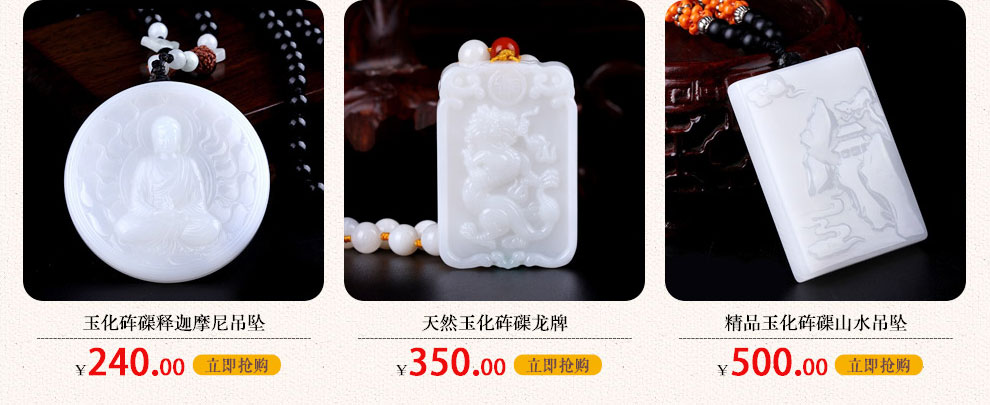 玉化砗磲释迦摩尼吊坠
¥240.00 立即抢购
天然玉化砗磲龙牌
¥350.00 立即抢购
精品玉化砗磲山水吊坠
¥500.00 立即抢购